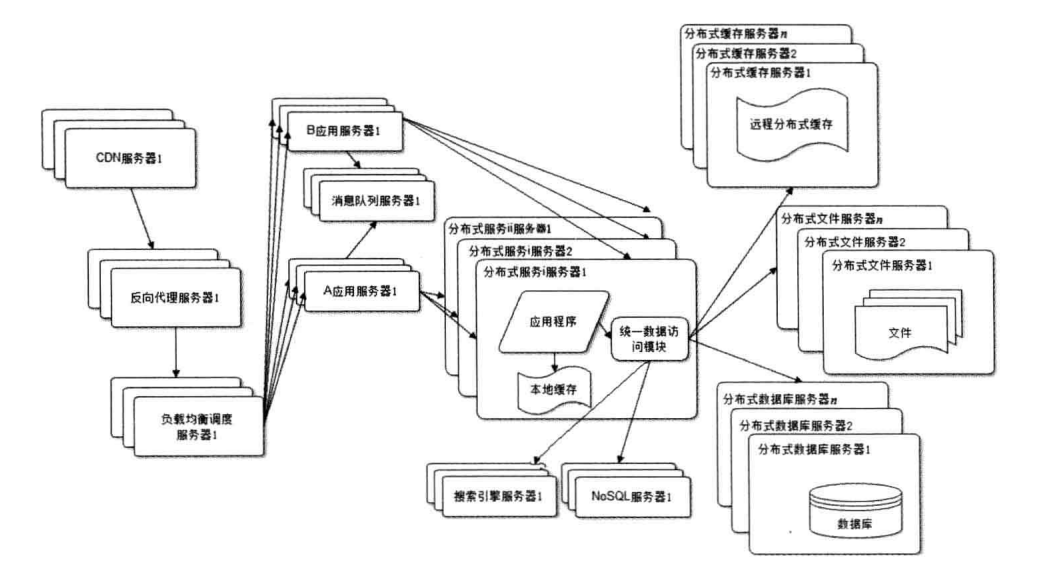 分布式缓存服务器n
分布式缓存服务器2
分布式缓存服务器1
远程分布式缓存
B应用服务器1
CDN服务器1
消息队列服务器1
分布式服务ii服务器1
分布式服务i服务器2
分布式服务i服务器1
分布式文件服务器n
分布式文件服务器2
分布式文件服务器1
反向代理服务器1
A应用服务器1
应用程序
统一数据访
问模块
文件
本地缓存
负载均衡调度
服务器1
分布式数据库服务器n
分布式数据库服务器2
分布式数据库服务器1
搜索引擎服务器1
NoSQL服务器1
数据库